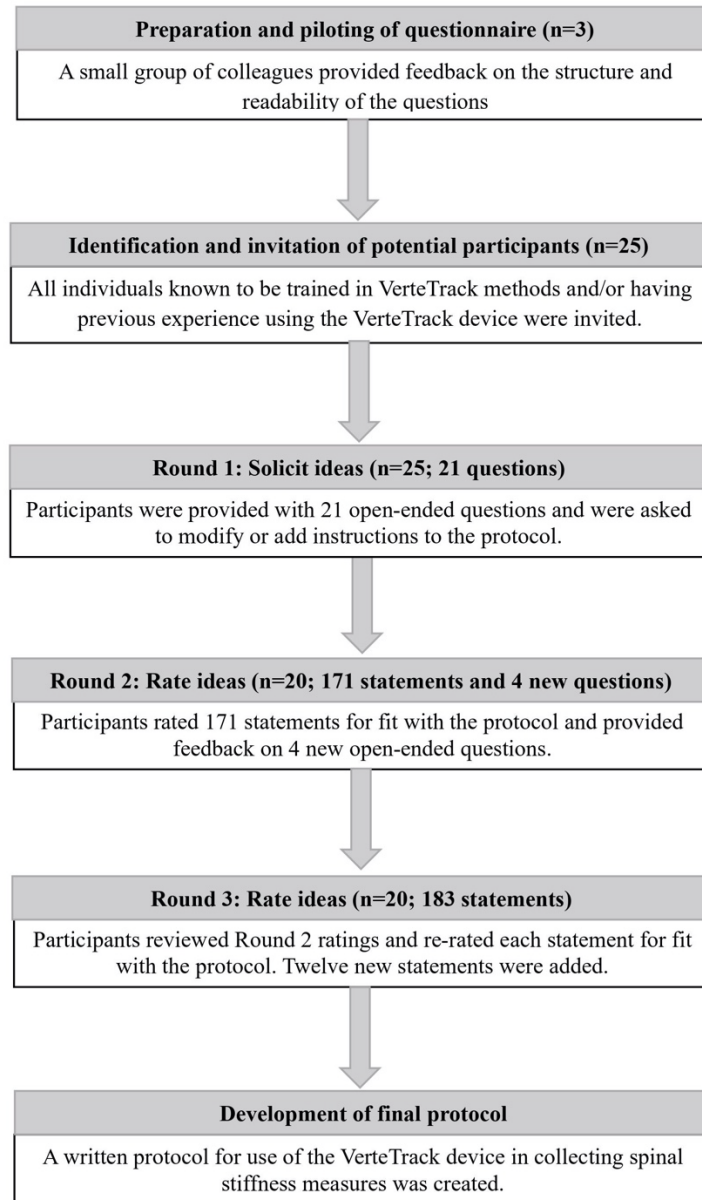 Preparation and piloting of questionnaire (n=3)
A small group of colleagues provided feedback on the structure and
readability of the questions
Identification and invitation of potential participants (n=25)
All individuals known to be trained in VerteTrack methods and/or having
previous experience using the VerteTrack device were invited.
Round 1: Solicit ideas (n=25; 21 questions)
Participants were provided with 21 open-ended questions and were asked
to modify or add instructions to the protocol.
Round 2: Rate ideas (n=20; 171 statements and 4 new questions)
Participants rated 171 statements for fit with the protocol and provided
feedback on 4 new open-ended questions.
Round 3: Rate ideas (n=20; 183 statements)
Participants reviewed Round 2 ratings and re-rated each statement for fit
with the protocol. Twelve new statements were added.
Development of final protocol
A written protocol for use of the VerteTrack device in collecting spinal
stiffness measures was created.